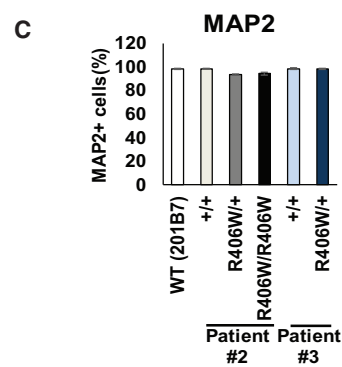 C
MAP2
MAP2+ cells(%)
120
100
80
60
40
20
0
WT (201B7)
+/+
R406W/+
R406W/R406W
+/+
R406W/+
Patient #2
Patient #3